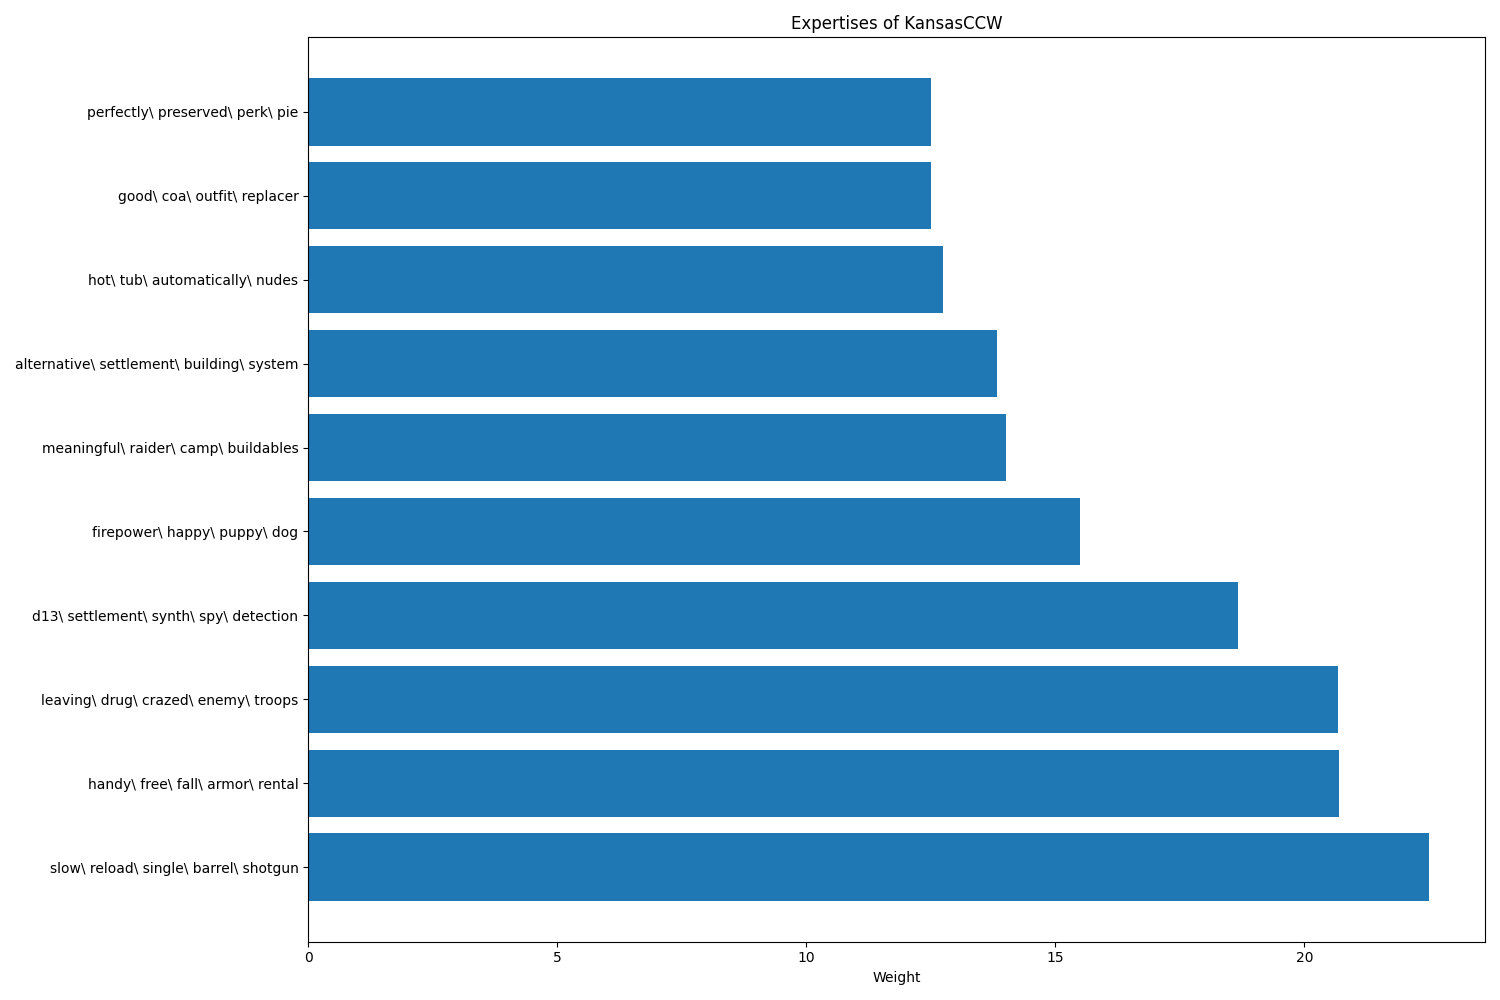 Expertises of KansasCCW
perfectly\ preserved\ perk\ pie
good\ coa\ outfit\ replacer
hot\ tub\ automatically\ nudes
alternative\ settlement\ building\ system
meaningful\ raider\ camp\ buildables
firepower\ happy\ puppy\ dog
d13\ settlement\ synth\ spy\ detection
leaving\ drug\ crazed\ enemy\ troops
handy\ free\ fall\ armor\ rental
slow\ reload\ single\ barrel\ shotgun
0 5 10 15 20
Weight